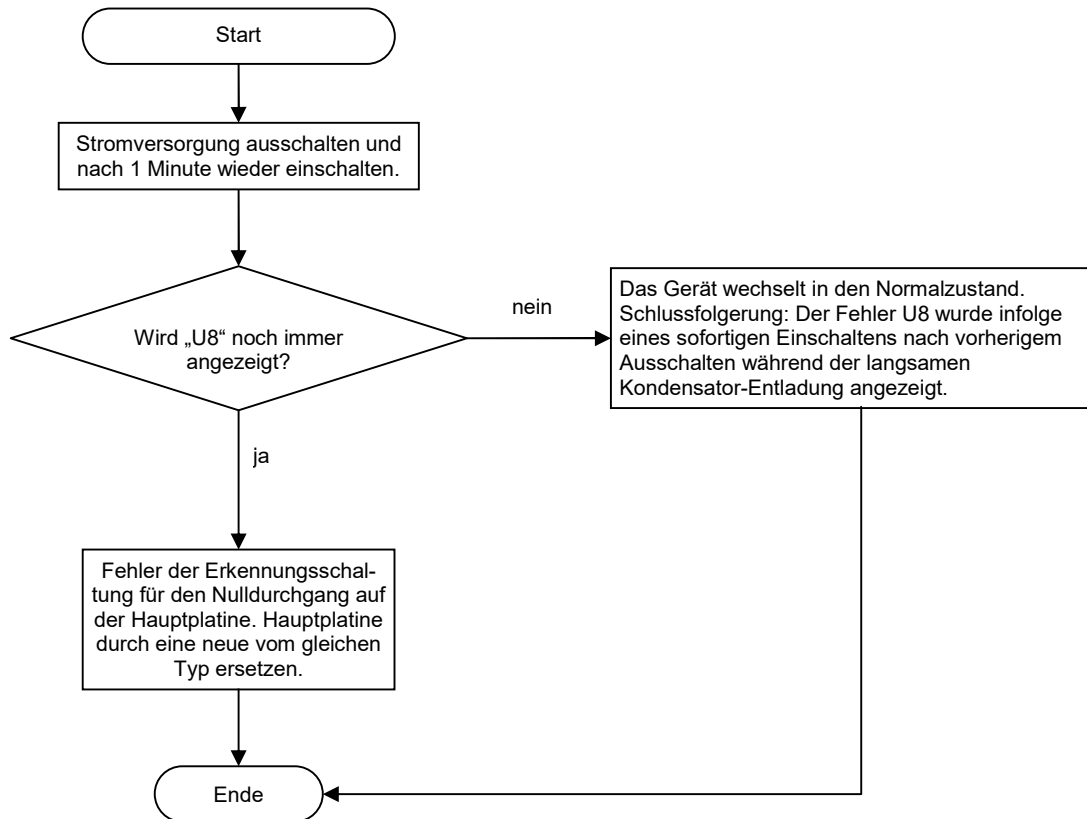 Start
Stromversorgung ausschalten und
nach 1 Minute wieder einschalten.
Wird „U8“ noch immer
angezeigt?
nein
Das Gerät wechselt in den Normalzustand.
Schlussfolgerung: Der Fehler U8 wurde infolge
eines sofortigen Einschaltens nach vorherigem
Ausschalten während der langsamen
Kondensator-Entladung angezeigt.
ja
Fehler der Erkennungsschal-
tung für den Nulldurchgang auf
der Hauptplatine. Hauptplatine
durch eine neue vom gleichen
Typ ersetzen.
Ende